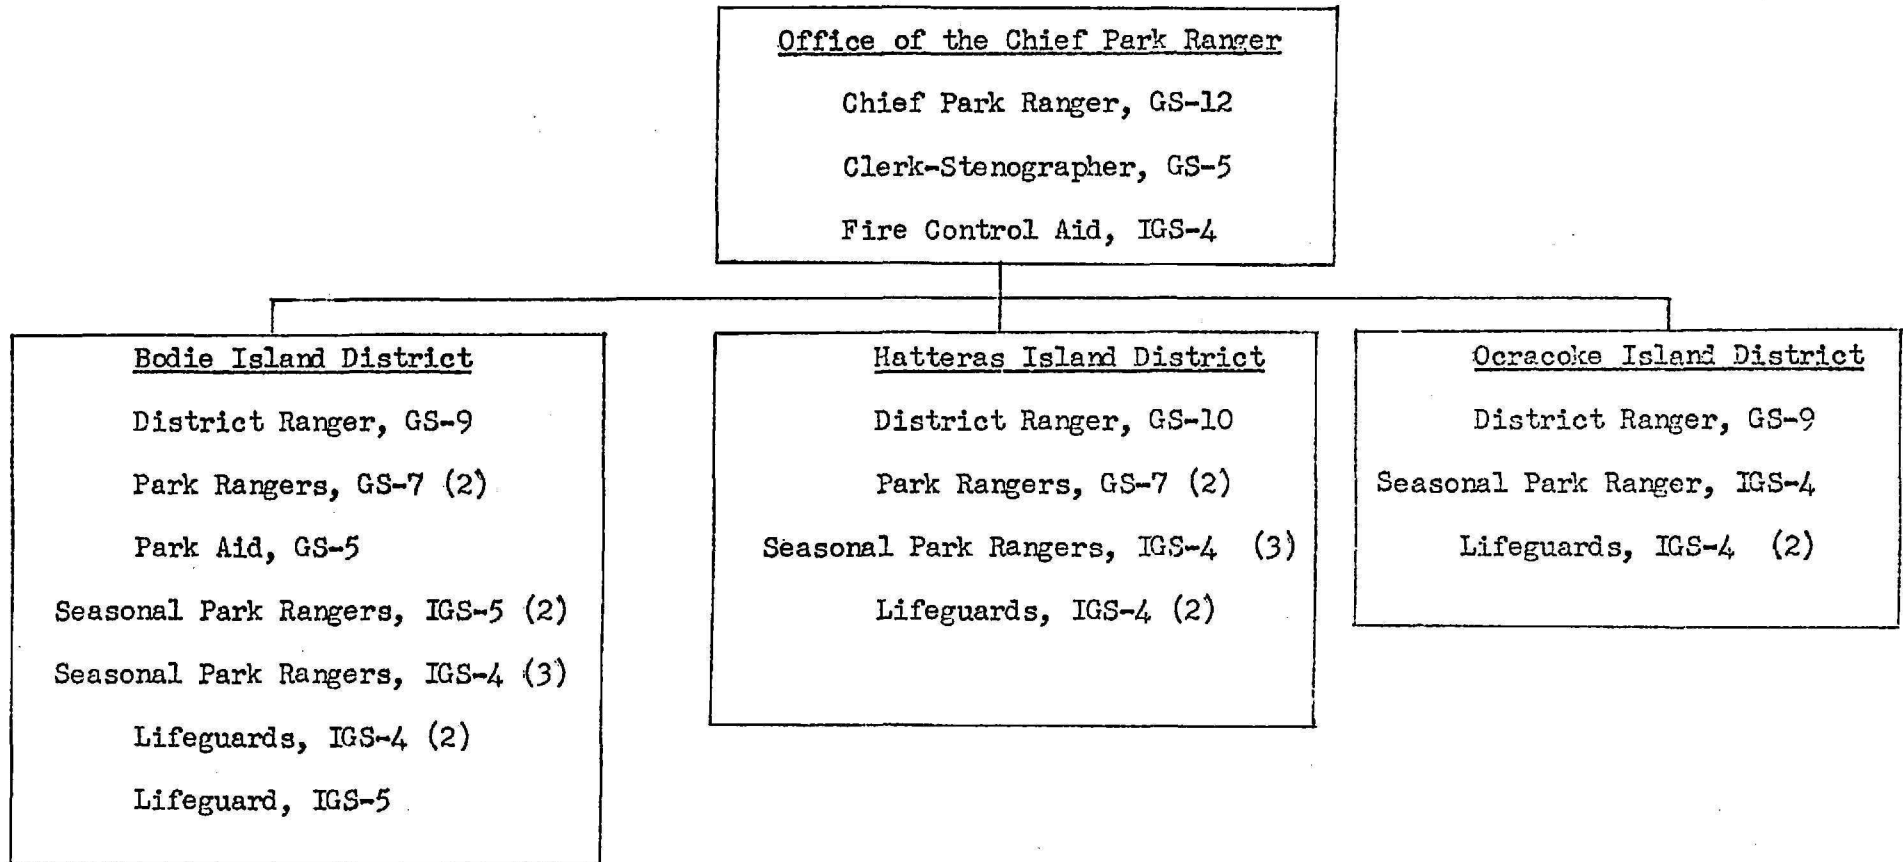 Office of the Chief Park Ranger
Chief Park Ranger, GS-12
Clerk-Stenographer, GS-5
Fire Control Aid, IGS-4
Bodie Island District
District Ranger, GS-9
Park Rangers, GS-7 (2)
Park Aid, GS-5
Seasonal Park Rangers, IGS-5 (2)
Seasonal Park Rangers, IGS-4 (3)
Lifeguards, IGS-4 (2)
Lifeguard, IGS-5
Hatteras Island District
District Ranger, GS-10
Park Rangers, GS-7 (2)
Seasonal Park Rangers, IGS-4 (3)
Lifeguards, IGS-4 (2)
Ocracoke Island District
District Ranger, GS-9
Seasonal Park Ranger, IGS-4
Lifeguards, IGS-4 (2)